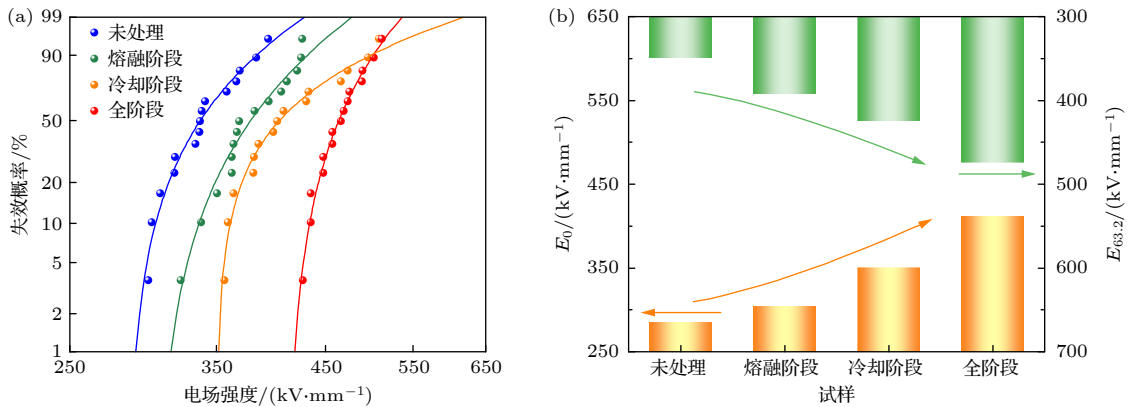 (a)
99
90
50
20
10
5
2
1
失效概率/%
未处理
熔融阶段
冷却阶段
全阶段
250
350
450
550
650
电场强度/(kV·mm⁻¹)
(b)
650
550
450
350
250
E₀/(kV·mm⁻¹)
300
400
500
600
700
E₆₃.₂/(kV·mm⁻¹)
未处理
熔融阶段
冷却阶段
全阶段
试样